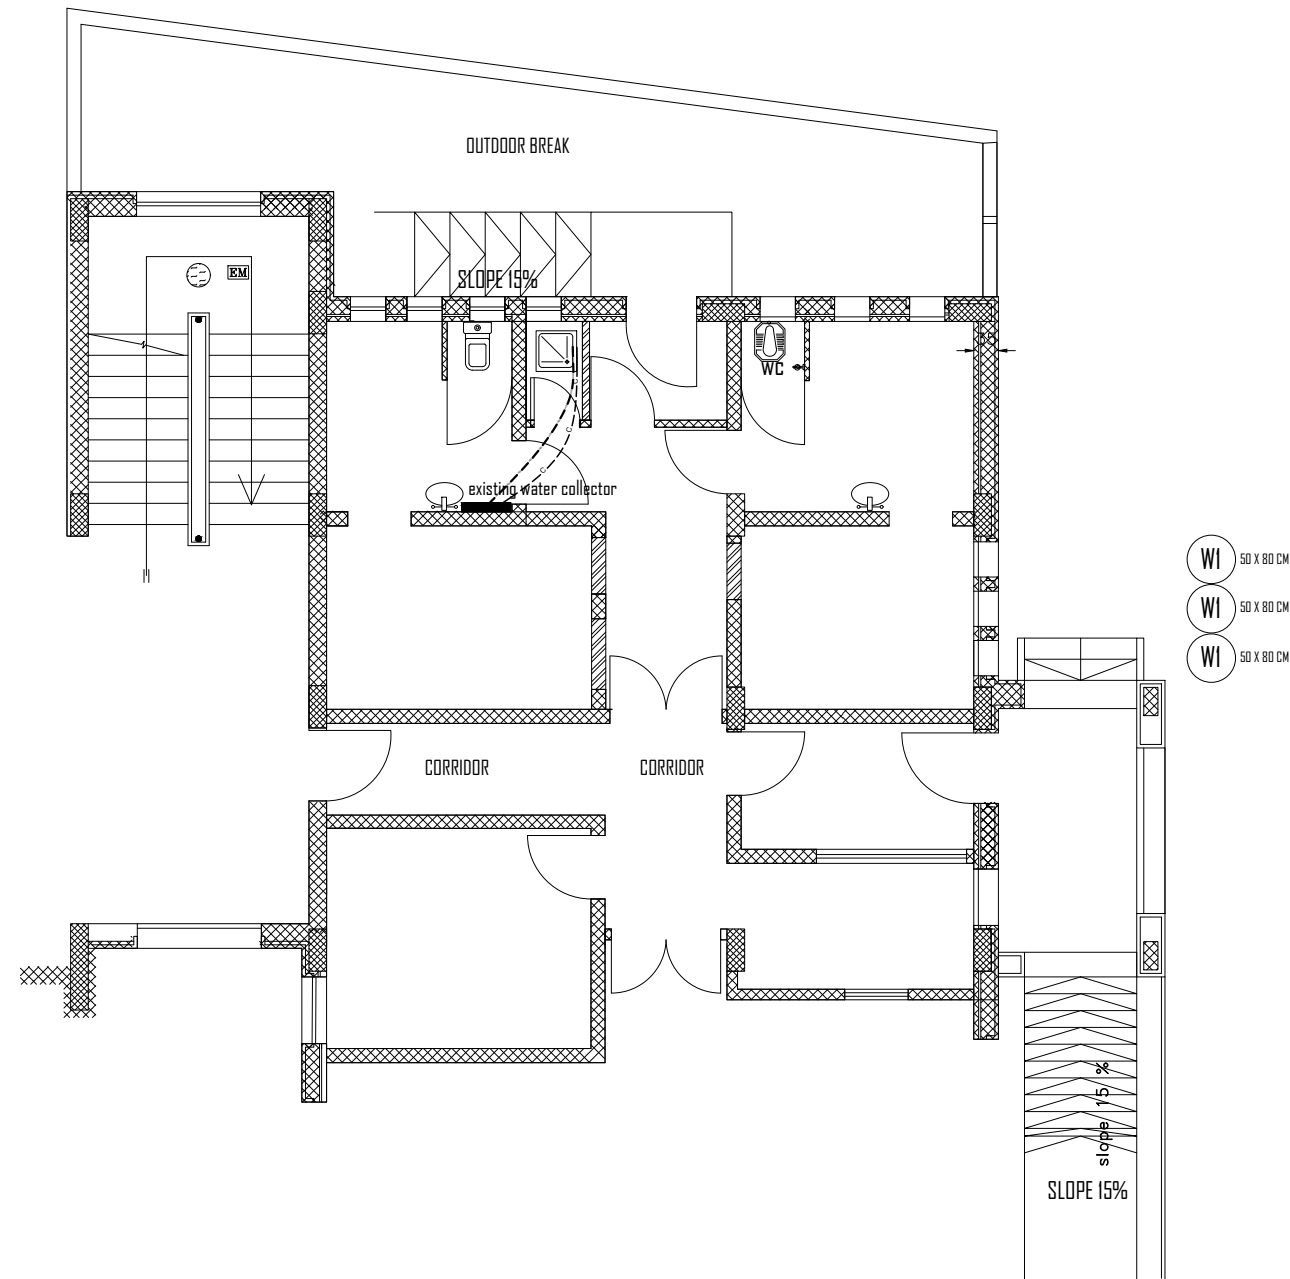 OUTDOOR BREAK
EM
SLOPE 15%
WC
C
C
C
existing water collector
W1 50 X 80 CM
W1 50 X 80 CM
W1 50 X 80 CM
CORRIDOR CORRIDOR
slope 15 %
SLOPE 15%